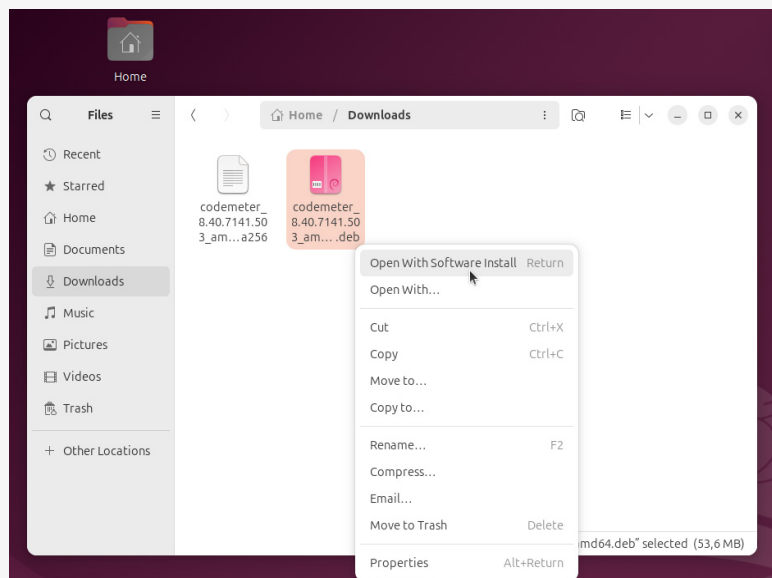 Home
Files
Home / Downloads
Recent
Starred
Home
Documents
Downloads
Music
Pictures
Videos
Trash
Other Locations
codemeter_
8.40.7141.50
3_am…a256
codemeter_
8.40.7141.50
3_am… .deb
Open With Software Install Return
Open With…
Cut Ctrl+X
Copy Ctrl+C
Move to…
Copy to…
Rename… F2
Compress…
Email…
Move to Trash Delete
Properties Alt+Return
md64.deb” selected (53,6 MB)